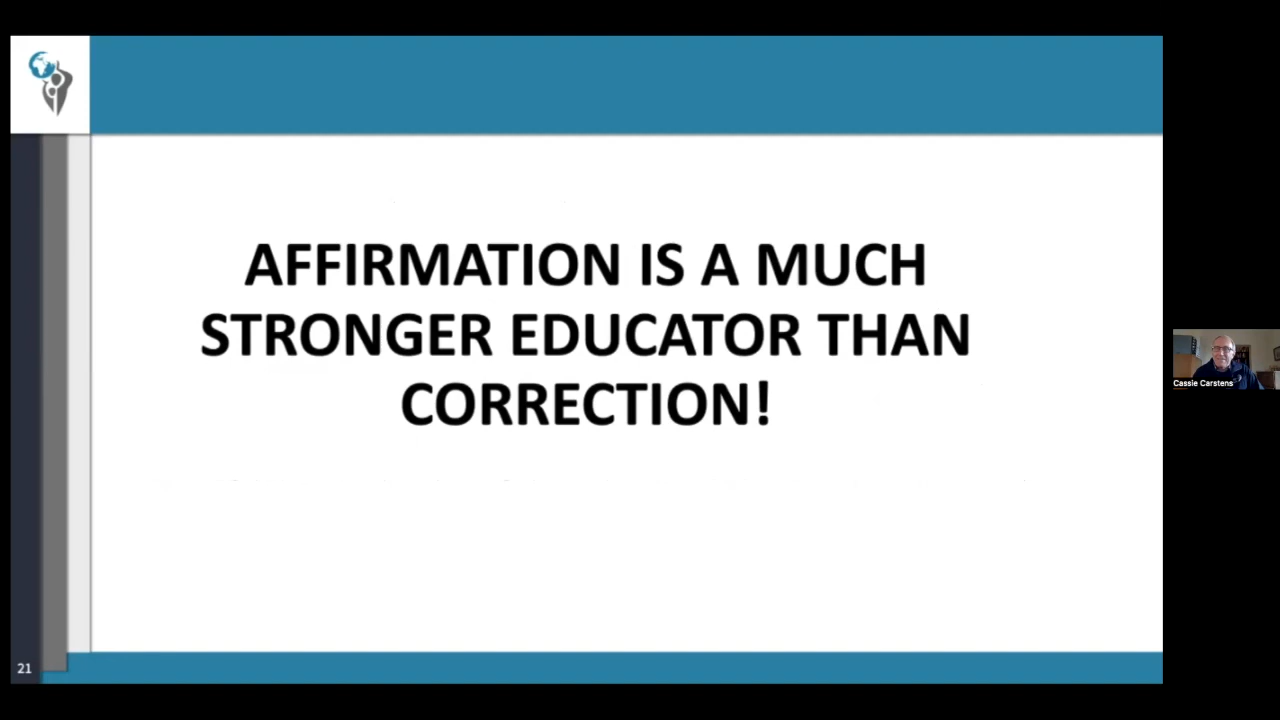 AFFIRMATION IS A MUCH
STRONGER EDUCATOR THAN
CORRECTION!
Cassie Carstens
21